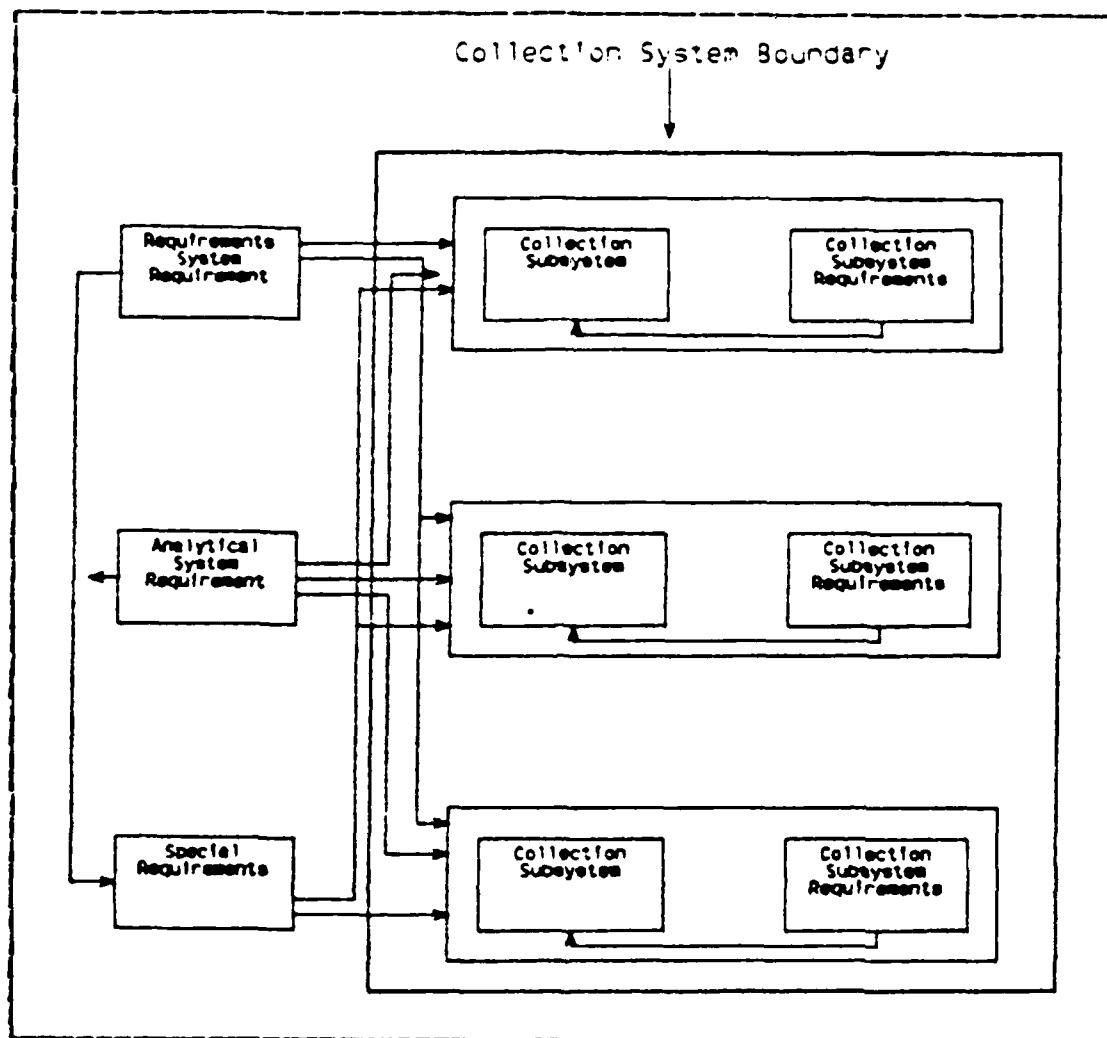 Collection System Boundary
Requirements
System
Requirement
Collection
Subsystem
Collection
Subsystem
Requirements
Analytical
System
Requirement
Collection
Subsystem
Collection
Subsystem
Requirements
Special
Requirements
Collection
Subsystem
Collection
Subsystem
Requirements